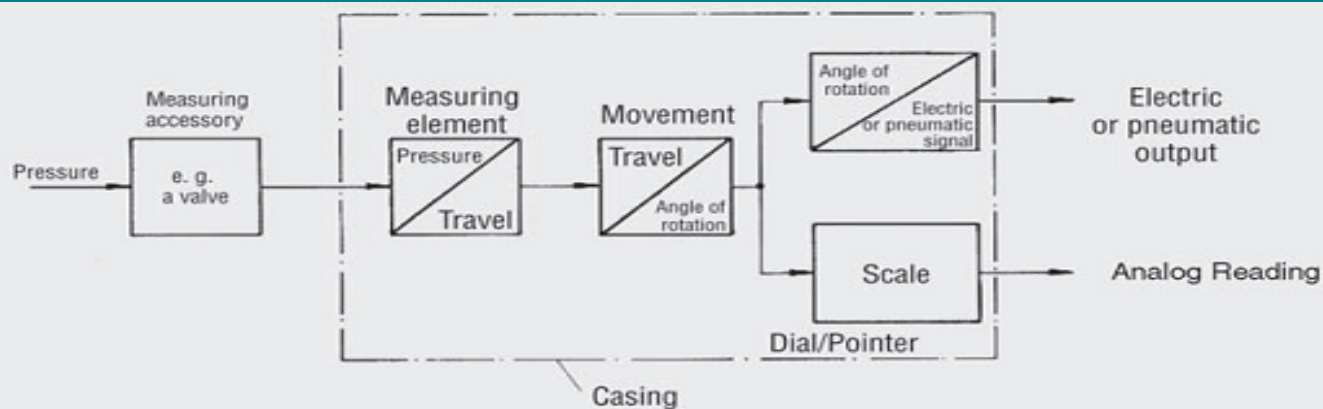 Measuring
accessory
Pressure
e. g.
a valve
Measuring
element
Pressure
Travel
Movement
Travel
Angle of
rotation
Angle of
rotation
Electric
or pneumatic
signal
Electric
or pneumatic
output
Scale
Analog Reading
Dial/Pointer
Casing